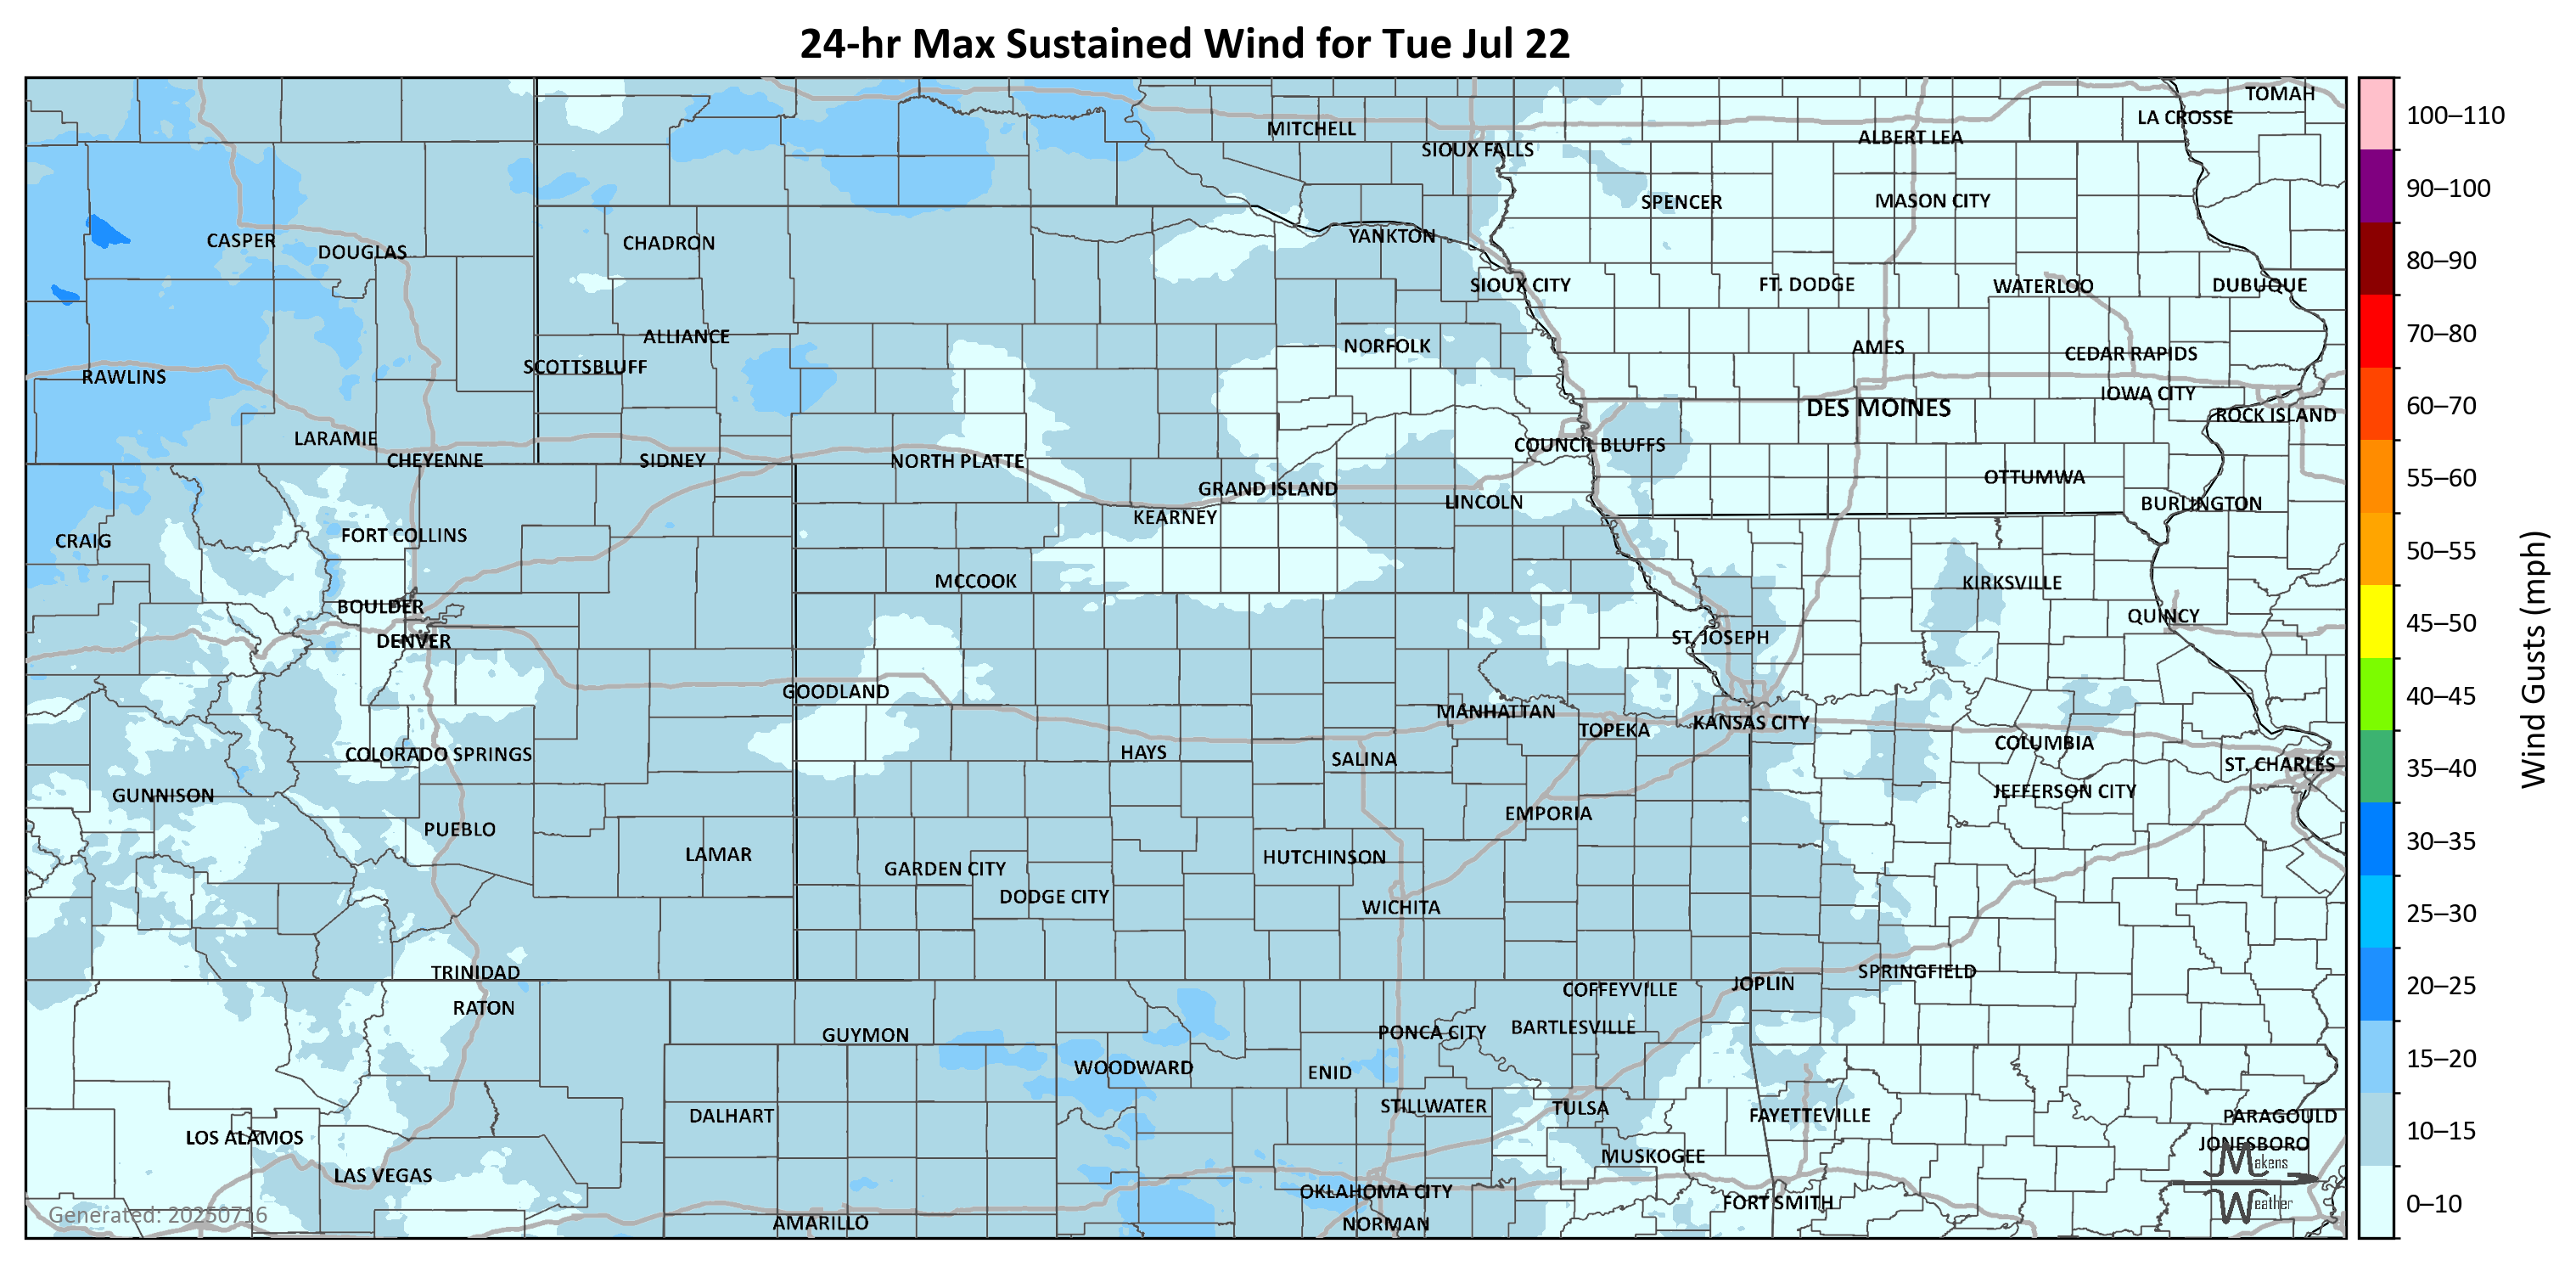 24-hr Max Sustained Wind for Tue Jul 22
TOMAH
LA CROSSE
MITCHELL
ALBERT LEA
SIOUX FALLS
SPENCER
MASON CITY
CASPER
DOUGLAS
CHADRON
YANKTON
SIOUX CITY
FT. DODGE
WATERLOO
DUBUQUE
ALLIANCE
NORFOLK
AMES
CEDAR RAPIDS
SCOTTSBLUFF
RAWLINS
IOWA CITY
DES MOINES
ROCK ISLAND
LARAMIE
COUNCIL BLUFFS
CHEYENNE
SIDNEY
NORTH PLATTE
OTTUMWA
GRAND ISLAND
LINCOLN
BURLINGTON
KEARNEY
CRAIG
FORT COLLINS
MCCOOK
KIRKSVILLE
BOULDER
QUINCY
DENVER
ST. JOSEPH
GOODLAND
MANHATTAN
TOPEKA
KANSAS CITY
COLUMBIA
COLORADO SPRINGS
HAYS
SALINA
ST. CHARLES
GUNNISON
JEFFERSON CITY
EMPORIA
PUEBLO
LAMAR
HUTCHINSON
GARDEN CITY
DODGE CITY
WICHITA
TRINIDAD
SPRINGFIELD
JOPLIN
COFFEYVILLE
RATON
GUYMON
PONCA CITY
BARTLESVILLE
WOODWARD
ENID
STILLWATER
TULSA
DALHART
FAYETTEVILLE
PARAGOULD
LOS ALAMOS
JONESBORO
MUSKOGEE
LAS VEGAS
OKLAHOMA CITY
FORT SMITH
AMARILLO
NORMAN
Makens
Weather
Generated: 20250716
100–110
90–100
80–90
70–80
60–70
55–60
50–55
45–50
40–45
35–40
30–35
25–30
20–25
15–20
10–15
0–10
Wind Gusts (mph)